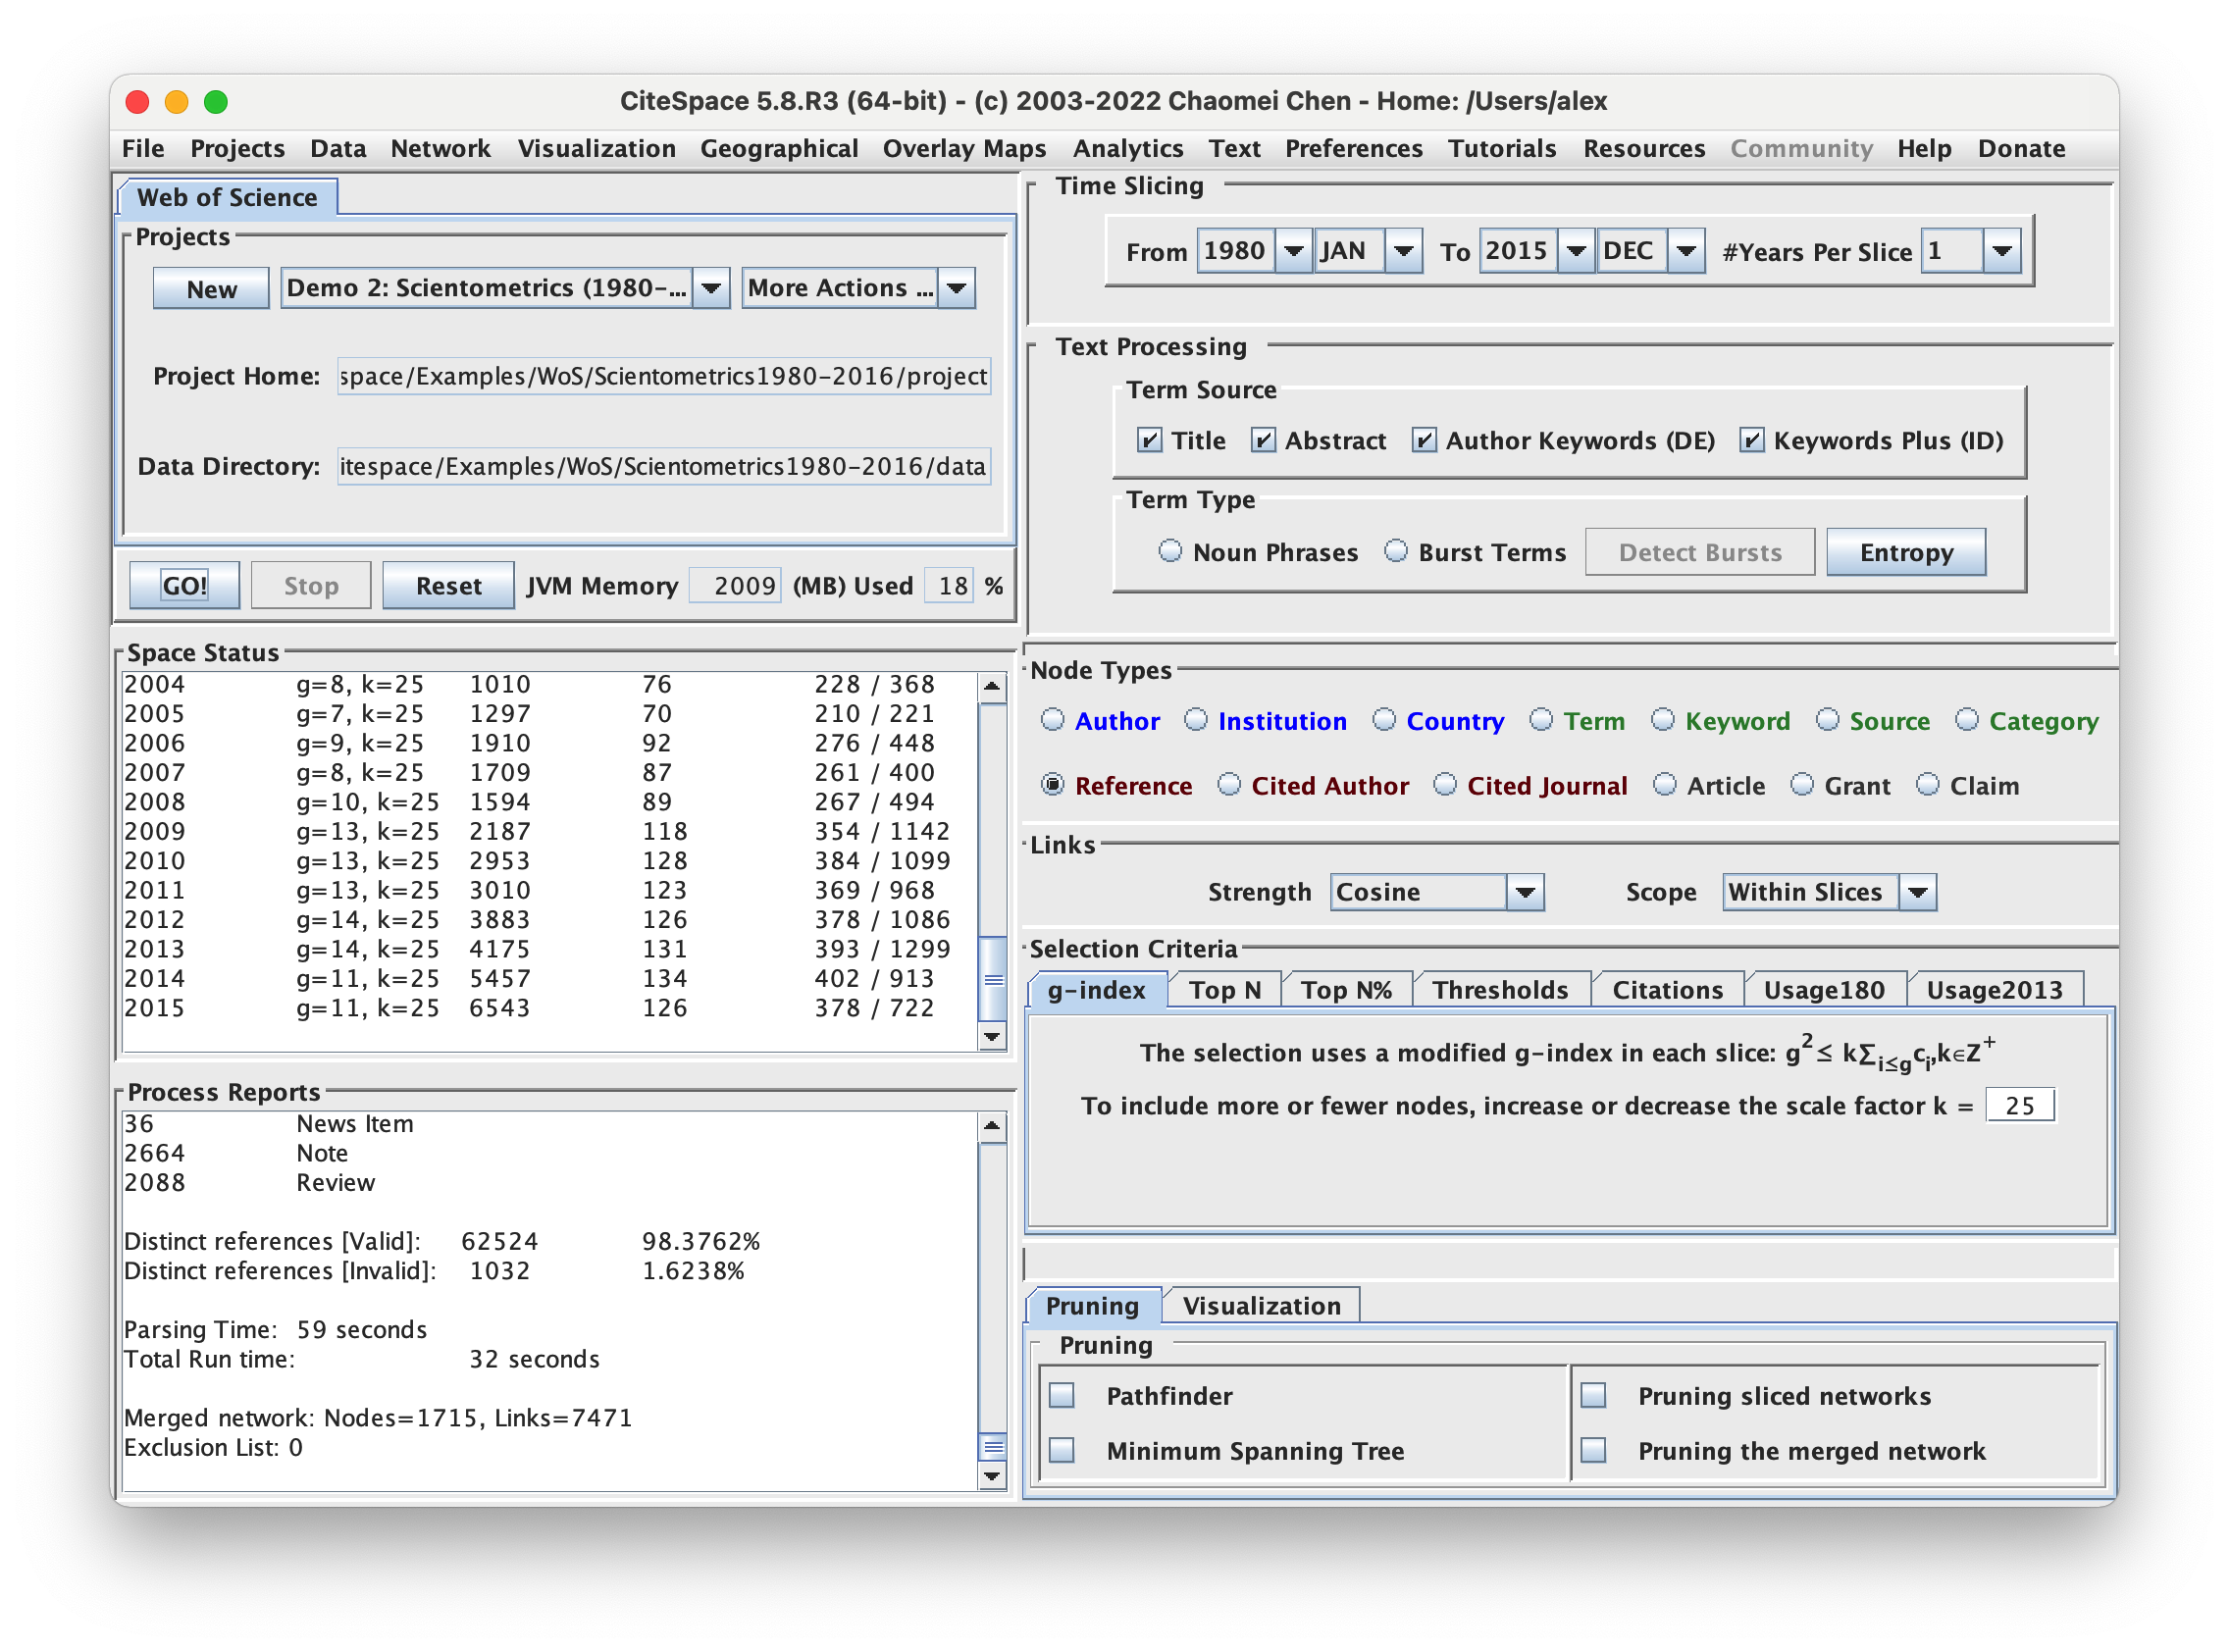 CiteSpace 5.8.R3 (64-bit) - (c) 2003-2022 Chaomei Chen - Home: /Users/alex
File Projects Data Network Visualization Geographical Overlay Maps Analytics Text Preferences Tutorials Resources Community Help Donate
Web of Science
Projects
New Demo 2: Scientometrics (1980-... More Actions ...
Project Home: space/Examples/WoS/Scientometrics1980-2016/project
Data Directory: itespace/Examples/WoS/Scientometrics1980-2016/data
GO! Stop Reset JVM Memory 2009 (MB) Used 18 %
Space Status
2004 g=8, k=25 1010 76 228 / 368
2005 g=7, k=25 1297 70 210 / 221
2006 g=9, k=25 1910 92 276 / 448
2007 g=8, k=25 1709 87 261 / 400
2008 g=10, k=25 1594 89 267 / 494
2009 g=13, k=25 2187 118 354 / 1142
2010 g=13, k=25 2953 128 384 / 1099
2011 g=13, k=25 3010 123 369 / 968
2012 g=14, k=25 3883 126 378 / 1086
2013 g=14, k=25 4175 131 393 / 1299
2014 g=11, k=25 5457 134 402 / 913
2015 g=11, k=25 6543 126 378 / 722
Process Reports
36 News Item
2664 Note
2088 Review
Distinct references [Valid]: 62524 98.3762%
Distinct references [Invalid]: 1032 1.6238%
Parsing Time: 59 seconds
Total Run time: 32 seconds
Merged network: Nodes=1715, Links=7471
Exclusion List: 0
Time Slicing
From 1980 JAN To 2015 DEC #Years Per Slice 1
Text Processing
Term Source
Title Abstract Author Keywords (DE) Keywords Plus (ID)
Term Type
Noun Phrases Burst Terms Detect Bursts Entropy
Node Types
Author Institution Country Term Keyword Source Category
Reference Cited Author Cited Journal Article Grant Claim
Links
Strength Cosine Scope Within Slices
Selection Criteria
g-index Top N Top N% Thresholds Citations Usage180 Usage2013
The selection uses a modified g-index in each slice: g²≤ kΣi≤gci,k∈Z⁺
To include more or fewer nodes, increase or decrease the scale factor k = 25
Pruning Visualization
Pruning
Pathfinder Pruning sliced networks
Minimum Spanning Tree Pruning the merged network